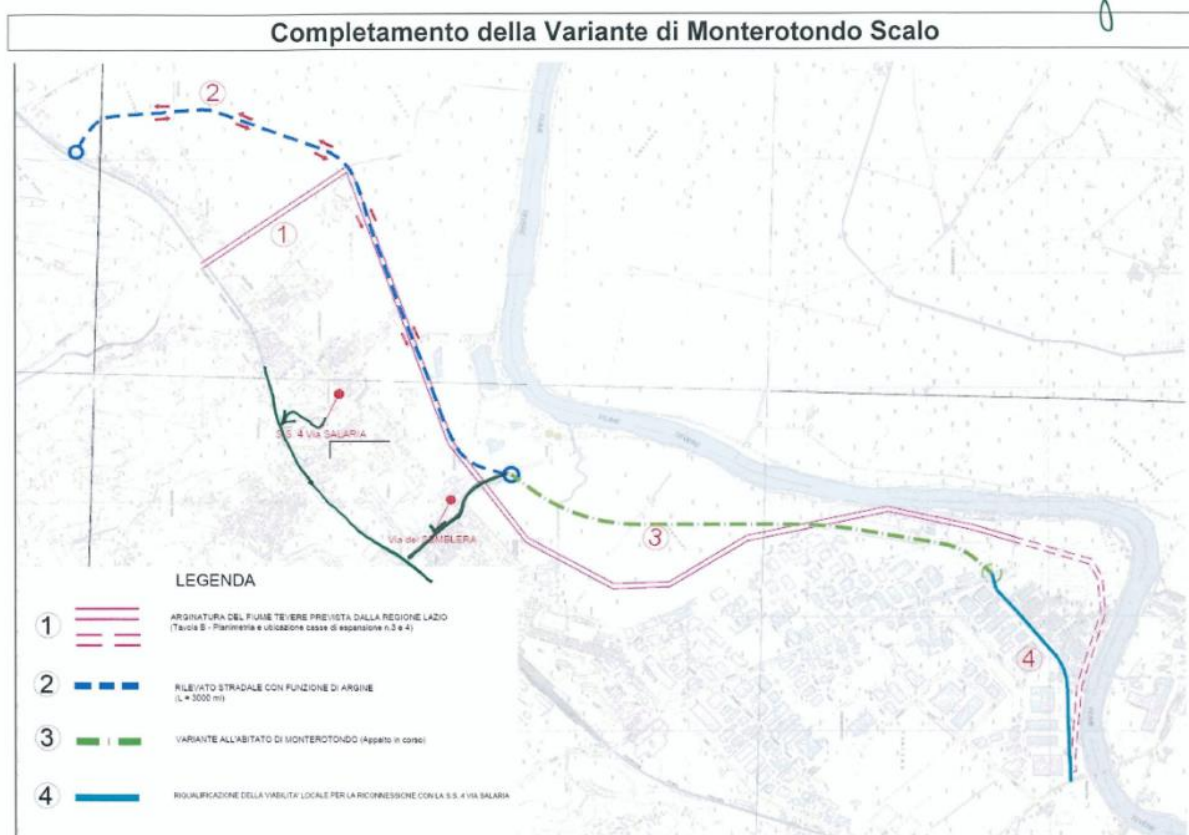 Completamento della Variante di Monterotondo Scalo
2
1
S.S. 4 Via SALARIA
3
4
LEGENDA
1
ARGINATURA DEL FIUME TEVERE PREVISTA DALLA REGIONE LAZIO
(Tavola B - Planimetria e ubicazione casse di espansione n.3 e 4)
2
RILEVATO STRADALE CON FUNZIONE DI ARGINE
(L = 3000 ml)
3
VARIANTE ALL'ABITATO DI MONTEROTONDO (Appalto in corso)
4
RIQUALIFICAZIONE DELLA VIABILITA' LOCALE PER LA RICONNESSIONE CON LA S.S. 4 VIA SALARIA